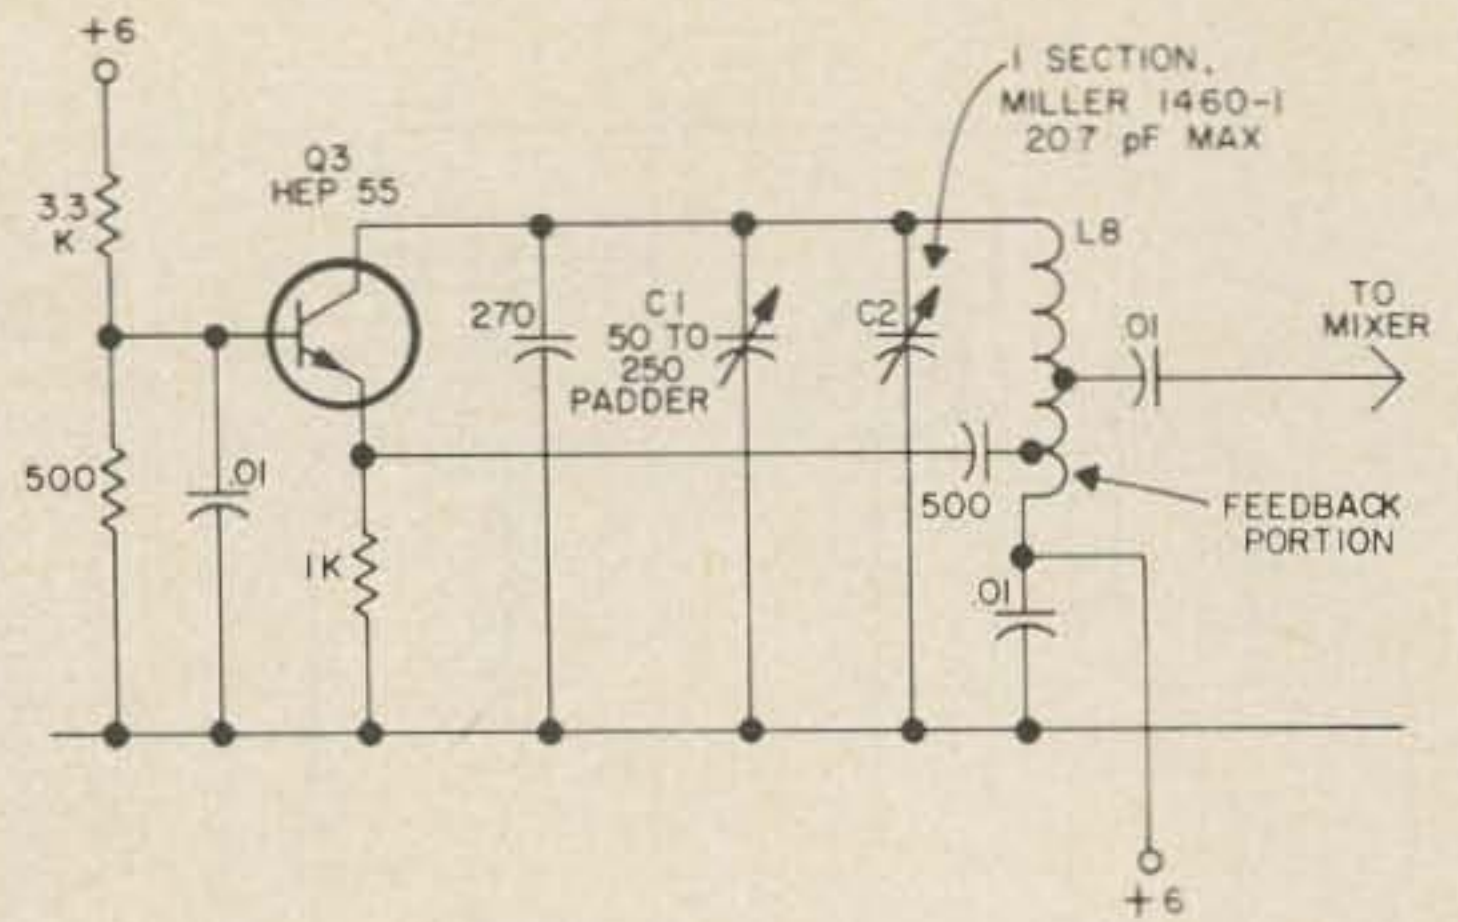 +6
1 SECTION,
MILLER 1460-1
207 pF MAX
Q3
HEP 55
3.3
K
L8
270
C1
50 TO
250
PADDER
C2
.01
TO
MIXER
500
.01
500
FEEDBACK
PORTION
1K
.01
+6